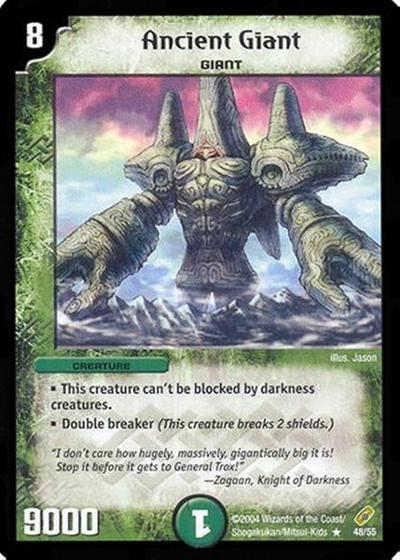 8
Ancient Giant
GIANT
illus. Jason
CREATURE
▪ This creature can't be blocked by darkness
creatures.
▪ Double breaker (This creature breaks 2 shields.)
"I don't care how hugely, massively, gigantically big it is!
Stop it before it gets to General Trox!"
—Zagaan, Knight of Darkness
9000
1
©2004 Wizards of the Coast/
Shogakukan/Mitsui-Kids ★ 48/55